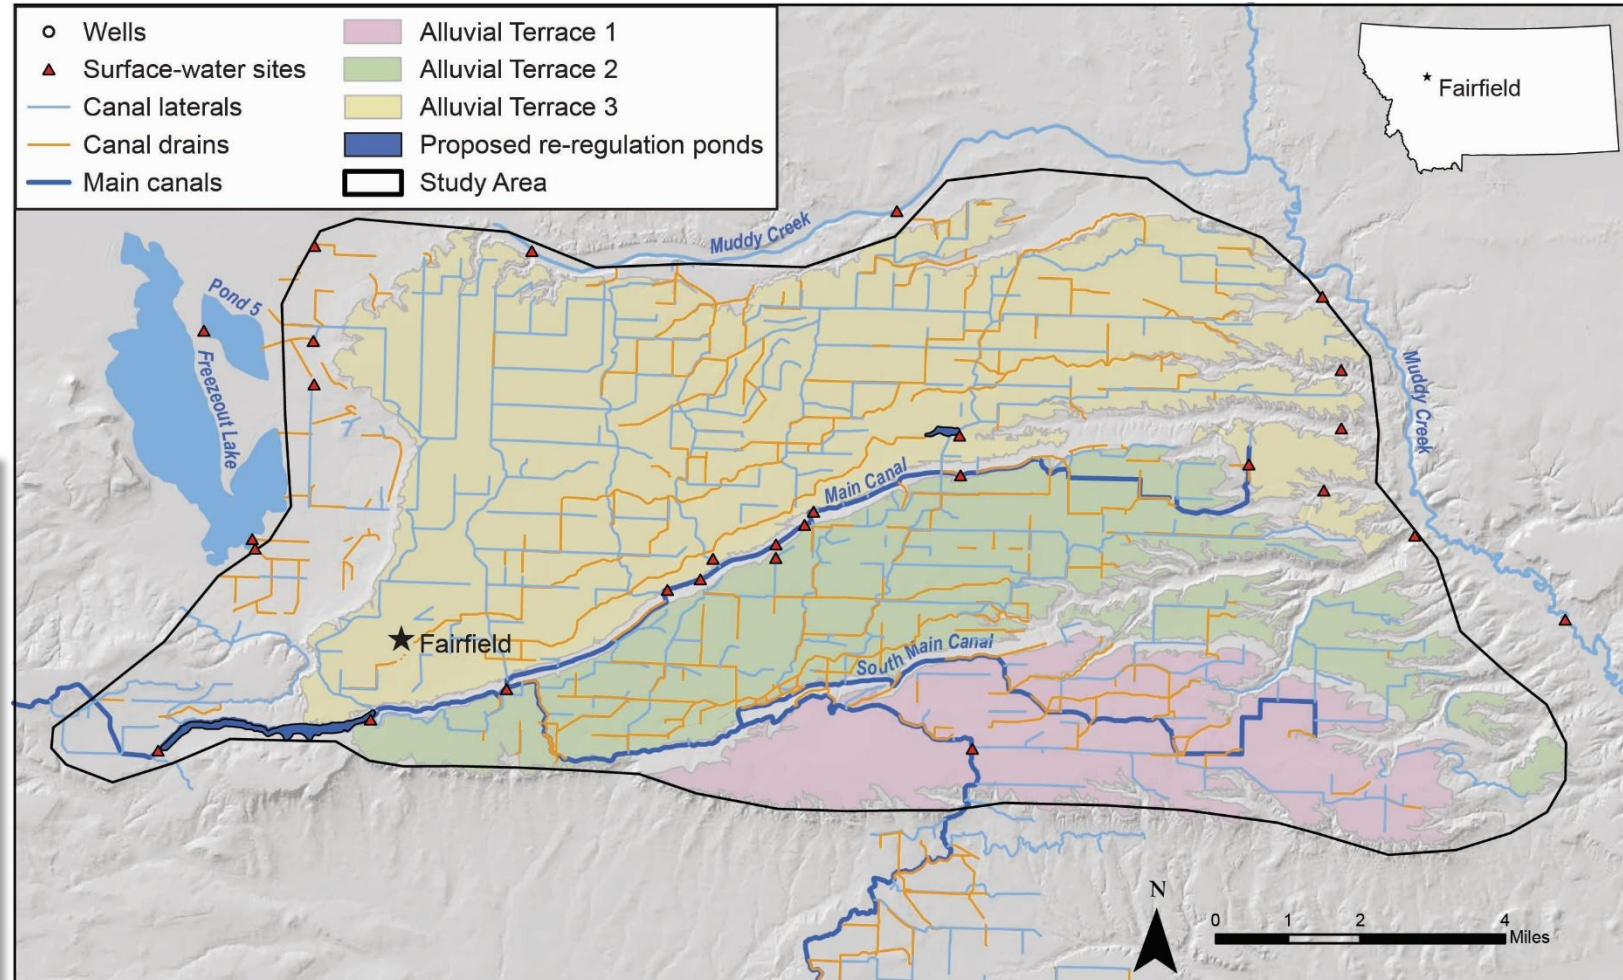 Wells
Surface-water sites
Canal laterals
Canal drains
Main canals
Alluvial Terrace 1
Alluvial Terrace 2
Alluvial Terrace 3
Proposed re-regulation ponds
Study Area
Fairfield
Muddy Creek
Pond 5
Freezeout Lake
Muddy Creek
Main Canal
Fairfield
South Main Canal
N
0 1 2 4
Miles